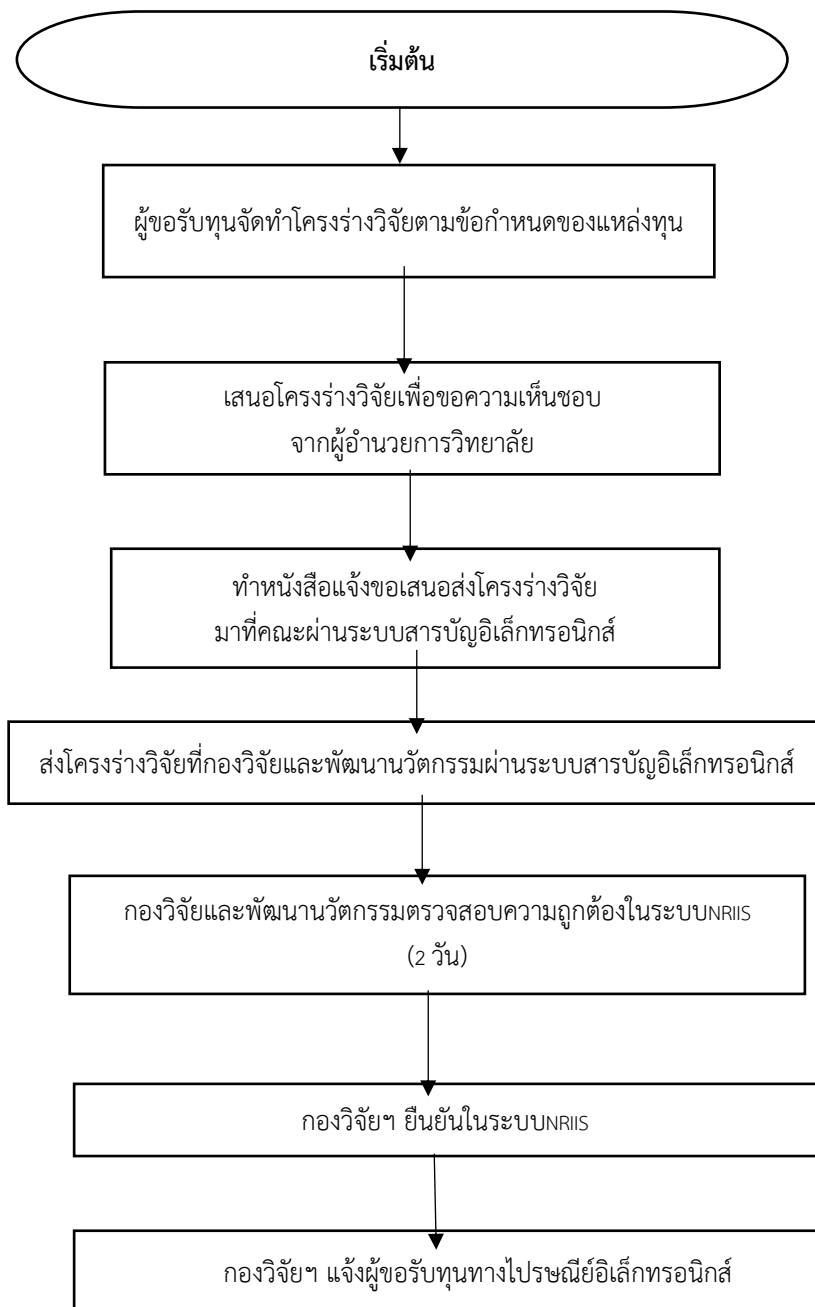 เริ่มต้น
ผู้ขอรับทุนจัดทำโครงร่างวิจัยตามข้อกำหนดของแหล่งทุน
เสนอโครงร่างวิจัยเพื่อขอความเห็นชอบ
จากผู้อำนวยการวิทยาลัย
ทำหนังสือแจ้งขอเสนอส่งโครงร่างวิจัย
มาที่คณะผ่านระบบสารบัญอิเล็กทรอนิกส์
ส่งโครงร่างวิจัยที่กองวิจัยและพัฒนานวัตกรรมผ่านระบบสารบัญอิเล็กทรอนิกส์
กองวิจัยและพัฒนานวัตกรรมตรวจสอบความถูกต้องในระบบNRIIS
(2 วัน)
กองวิจัยฯ ยืนยันในระบบNRIIS
กองวิจัยฯ แจ้งผู้ขอรับทุนทางไปรษณีย์อิเล็กทรอนิกส์